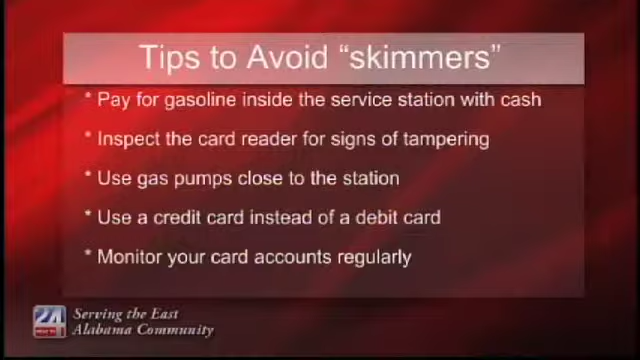 Tips to Avoid “skimmers”
* Pay for gasoline inside the service station with cash
* Inspect the card reader for signs of tampering
* Use gas pumps close to the station
* Use a credit card instead of a debit card
* Monitor your card accounts regularly
24
Serving the East
Alabama Community